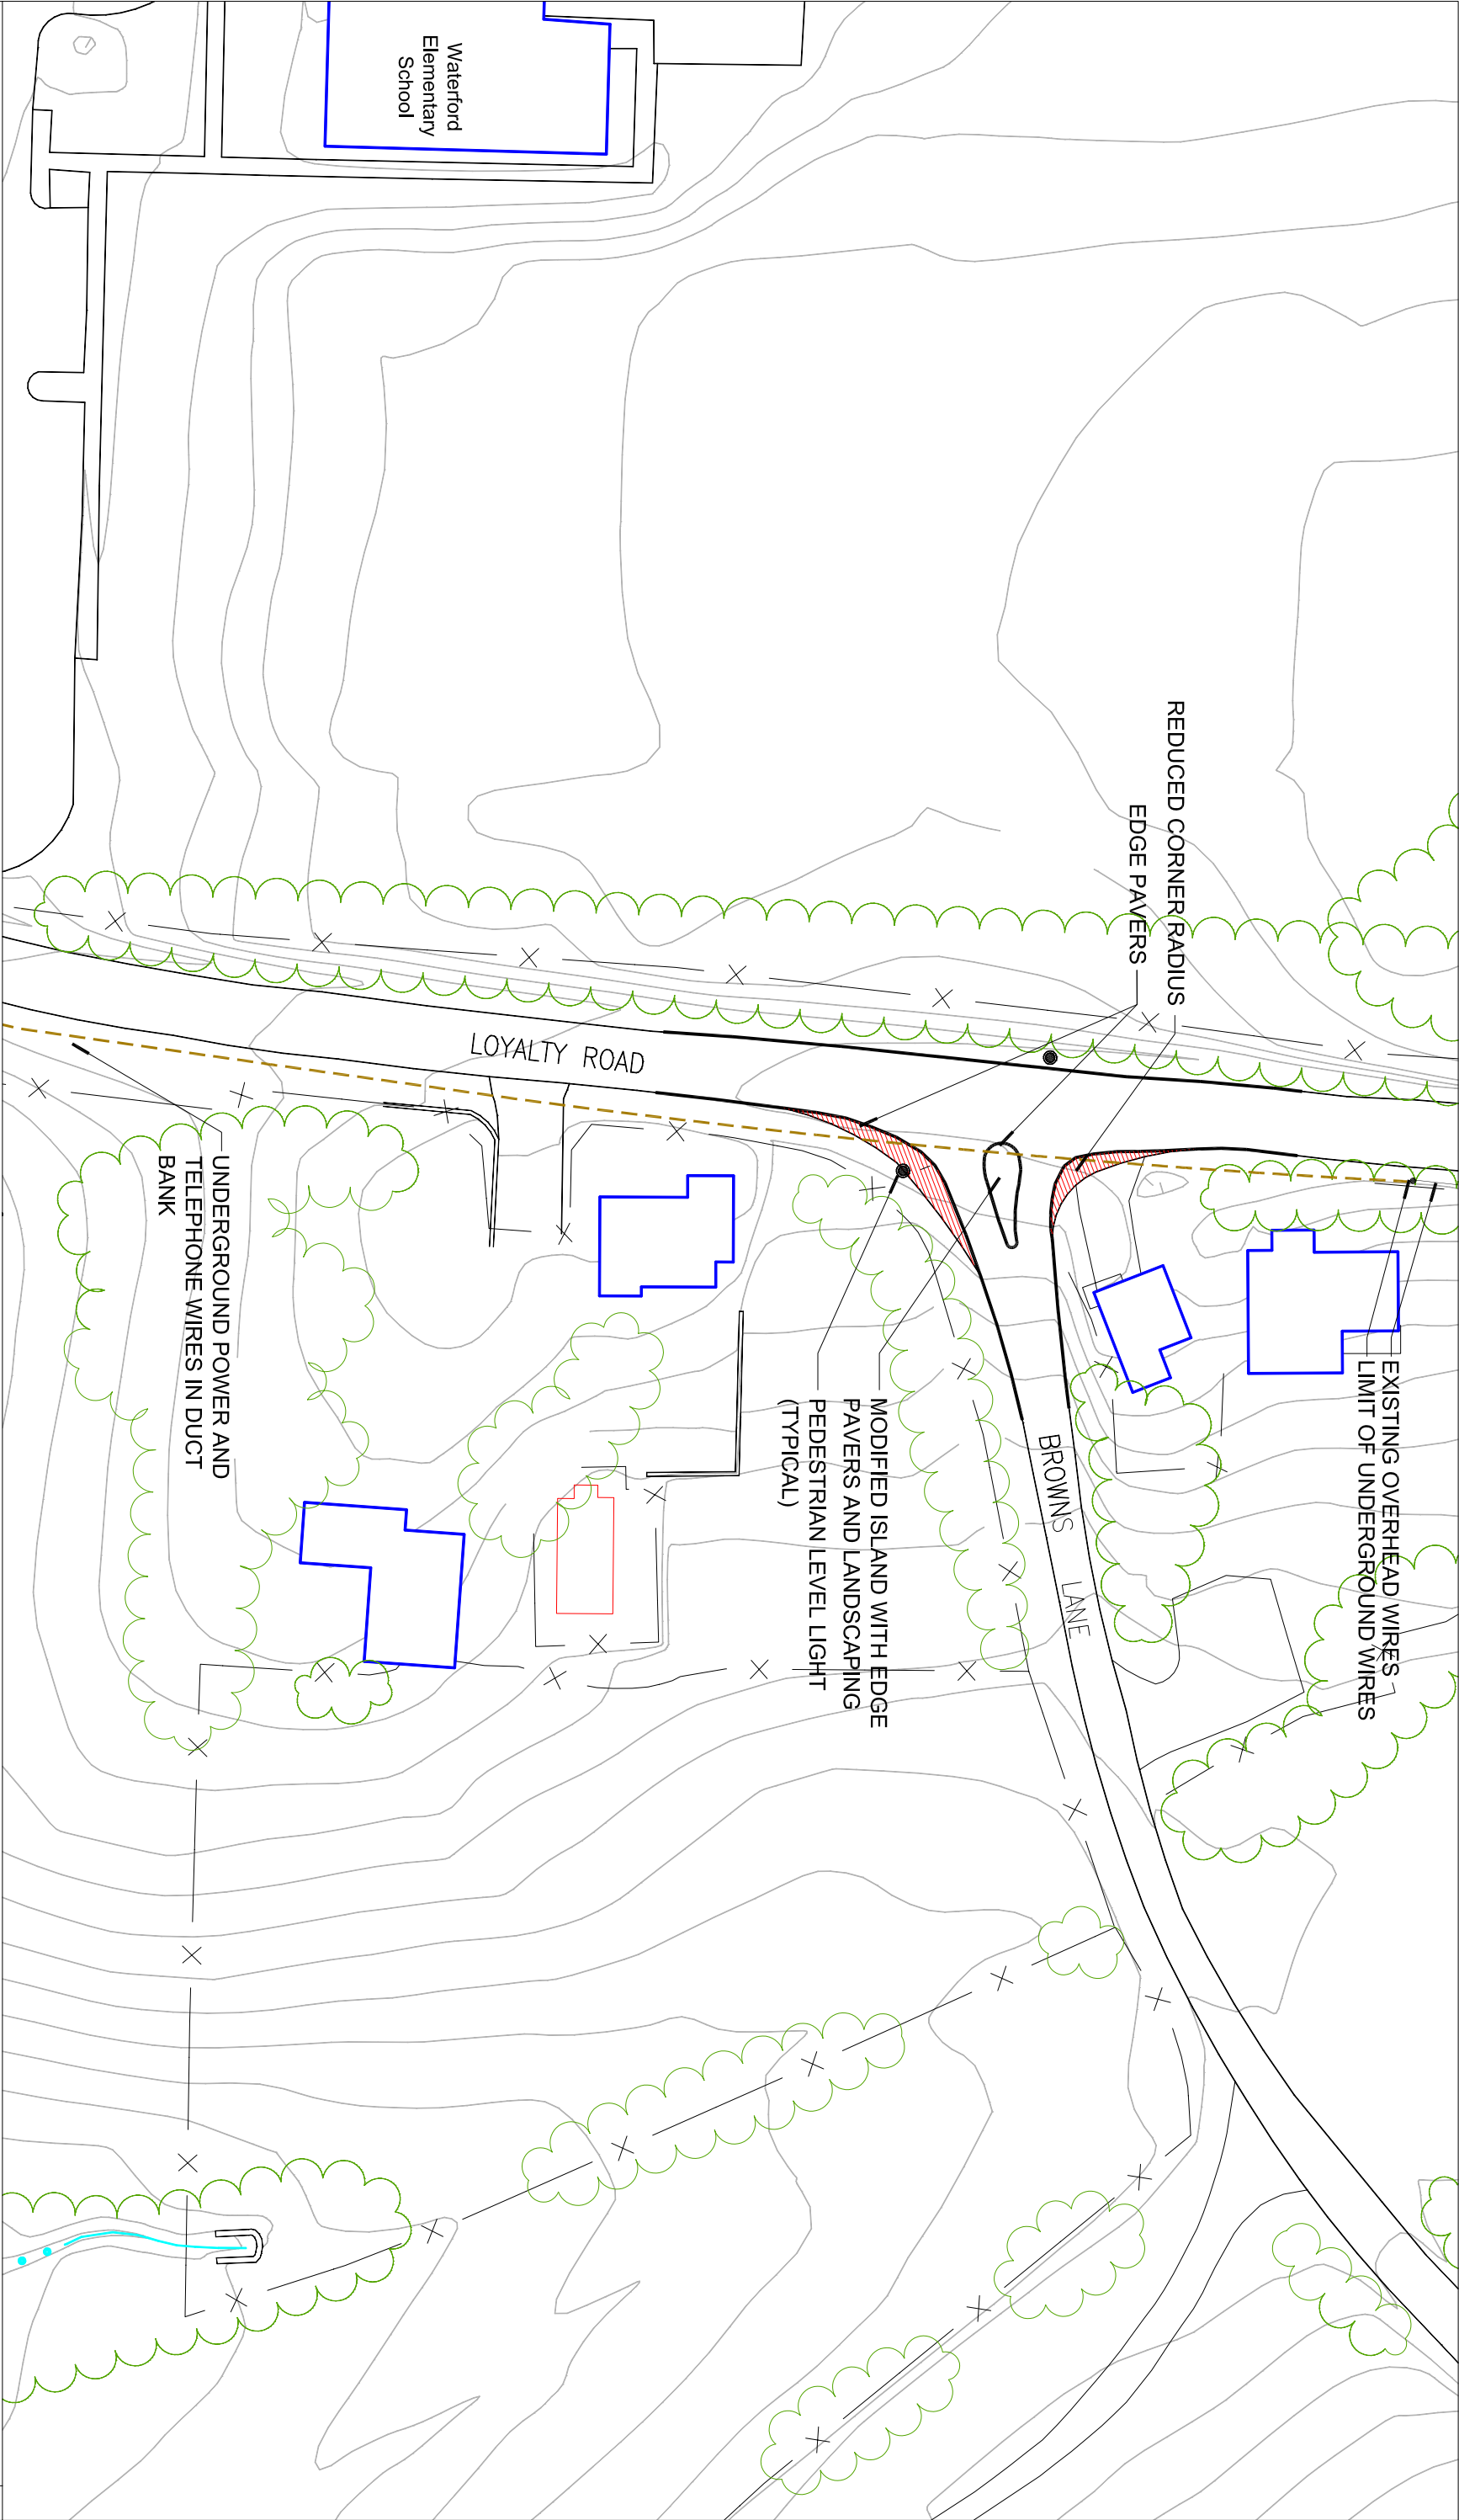 Waterford
Elementary
School
REDUCED CORNER RADIUS
EDGE PAVERS
LOYALTY ROAD
EXISTING OVERHEAD WIRES
LIMIT OF UNDERGROUND WIRES
BROWNS LANE
MODIFIED ISLAND WITH EDGE
PAVERS AND LANDSCAPING
PEDESTRIAN LEVEL LIGHT
(TYPICAL)
UNDERGROUND POWER AND
TELEPHONE WIRES IN DUCT
BANK